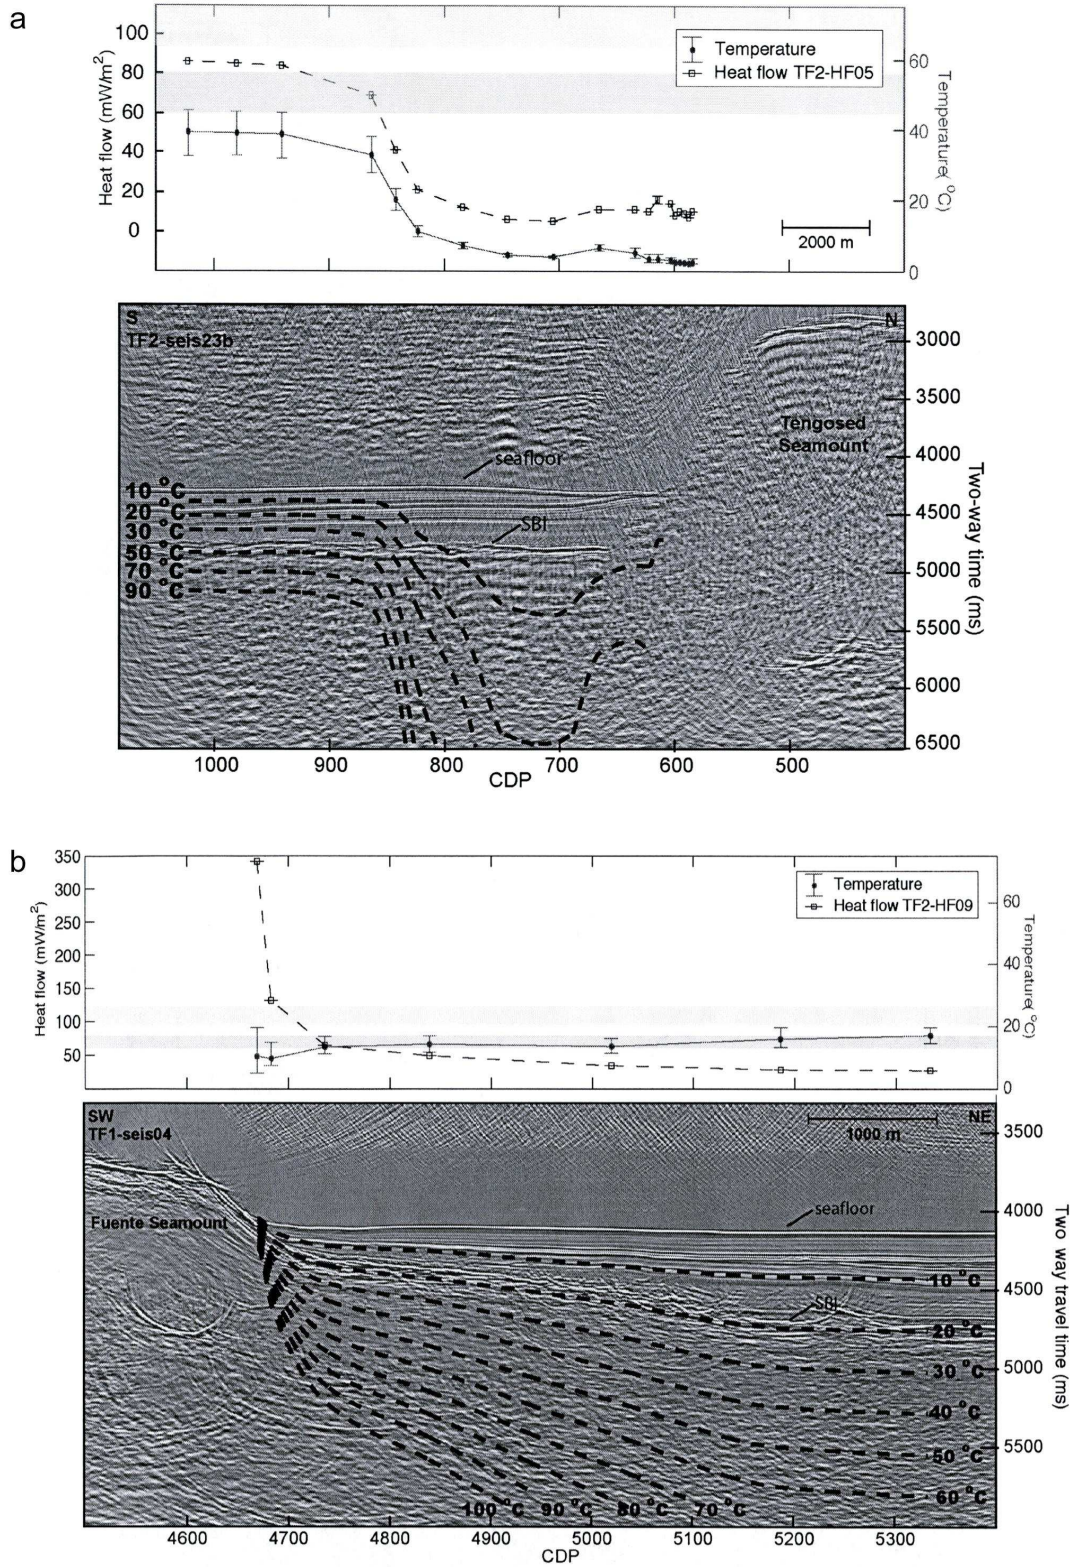 a
100
80
60
40
20
0
Heat flow (mW/m²)
Temperature
Heat flow TF2-HF05
60
40
20
0
Temperature( °C)
2000 m
S
N
TF2-seis23b
Tengosed
Seamount
seafloor
SBI
10 °C
20 °C
30 °C
50 °C
70 °C
90 °C
3000
3500
4000
4500
5000
5500
6000
6500
Two-way time (ms)
1000
900
800
700
600
500
CDP
b
350
300
250
200
150
100
50
Heat flow (mW/m²)
Temperature
Heat flow TF2-HF09
60
40
20
0
Temperature( °C)
SW
NE
TF1-seis04
1000 m
Fuente Seamount
seafloor
SBI
10 °C
20 °C
30 °C
40 °C
50 °C
60 °C
100 °C
90 °C
80 °C
70 °C
3500
4000
4500
5000
5500
Two way travel time (ms)
4600
4700
4800
4900
5000
5100
5200
5300
CDP